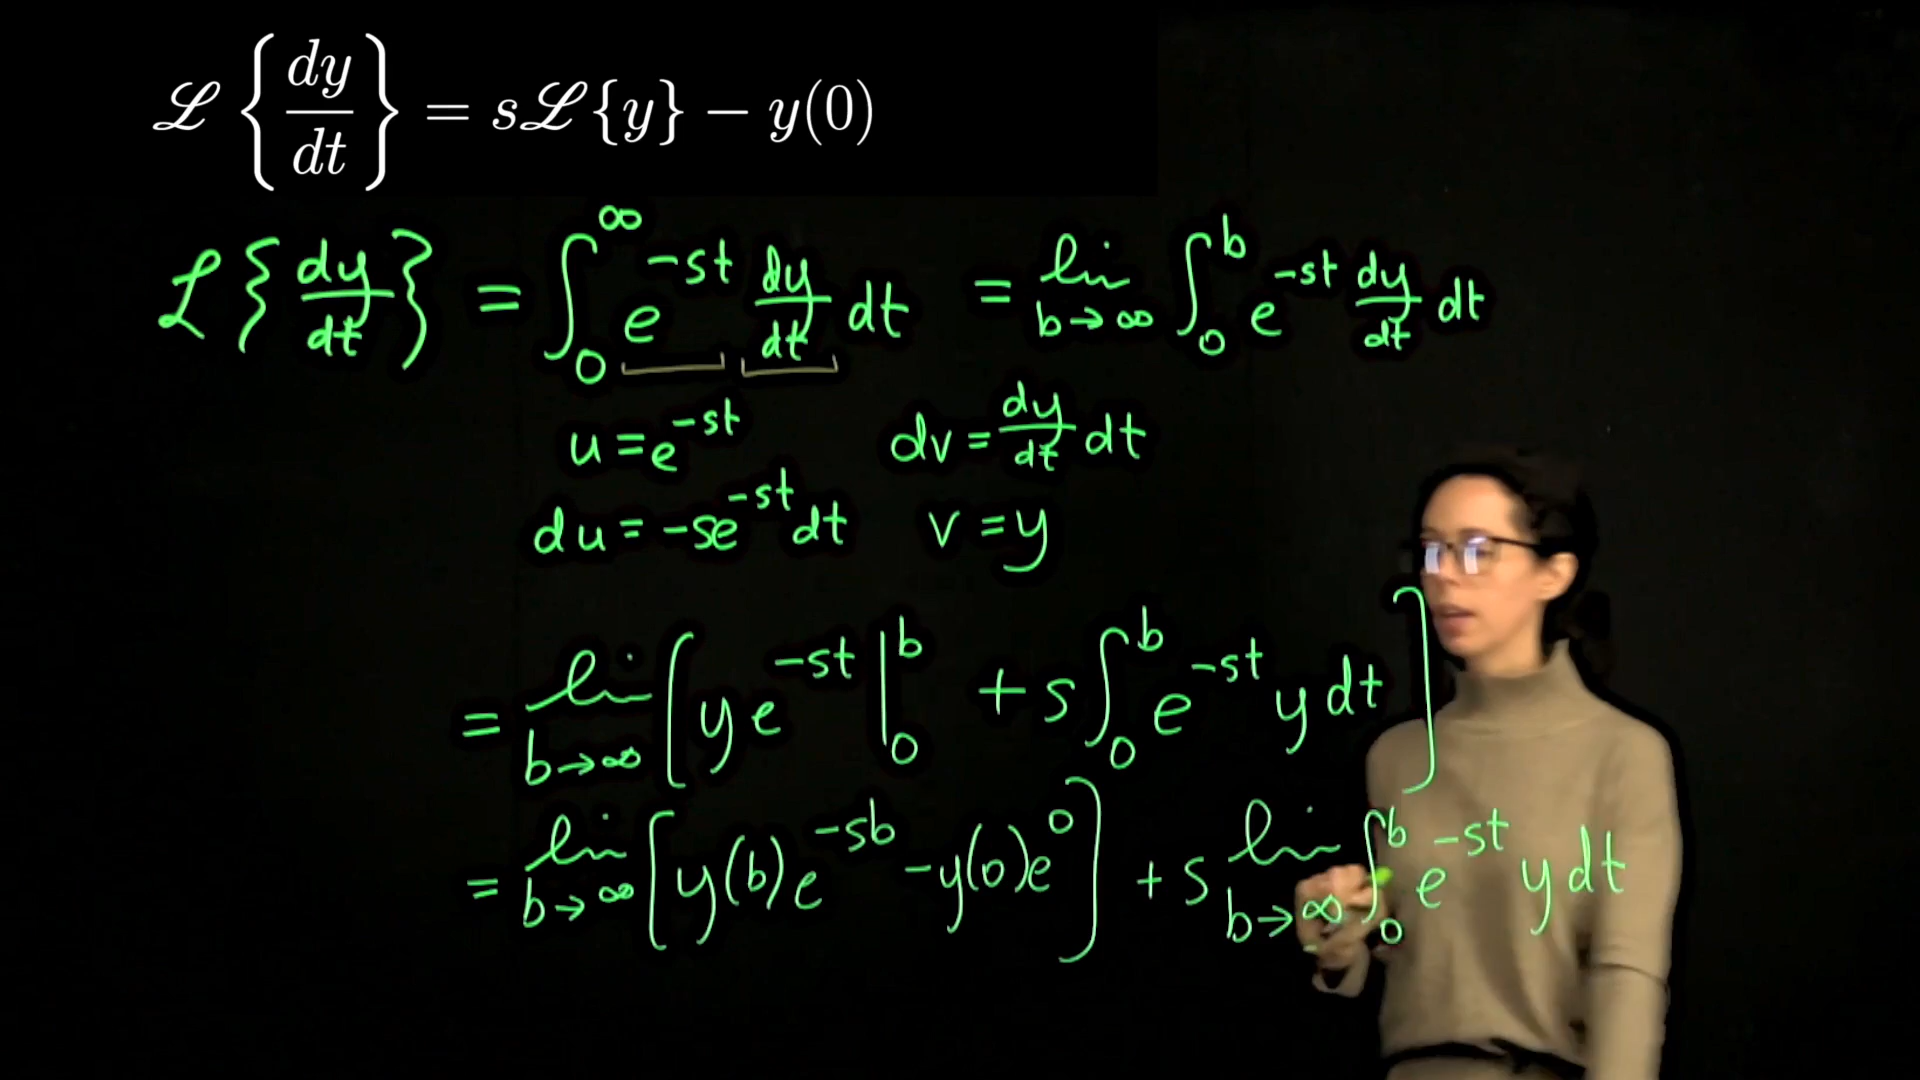 ℒ{dy/dt} = sℒ{y} − y(0)
ℒ{dy/dt} = ∫₀^∞ e^(-st) dy/dt dt = lim_(b→∞) ∫₀^b e^(-st) dy/dt dt
u = e^(-st) dv = dy/dt dt
du = -se^(-st) dt v = y
= lim_(b→∞) [y e^(-st) |₀^b + s ∫₀^b e^(-st) y dt]
= lim_(b→∞) [y(b) e^(-sb) - y(0) e^0] + s lim_(b→∞) ∫₀^b e^(-st) y dt